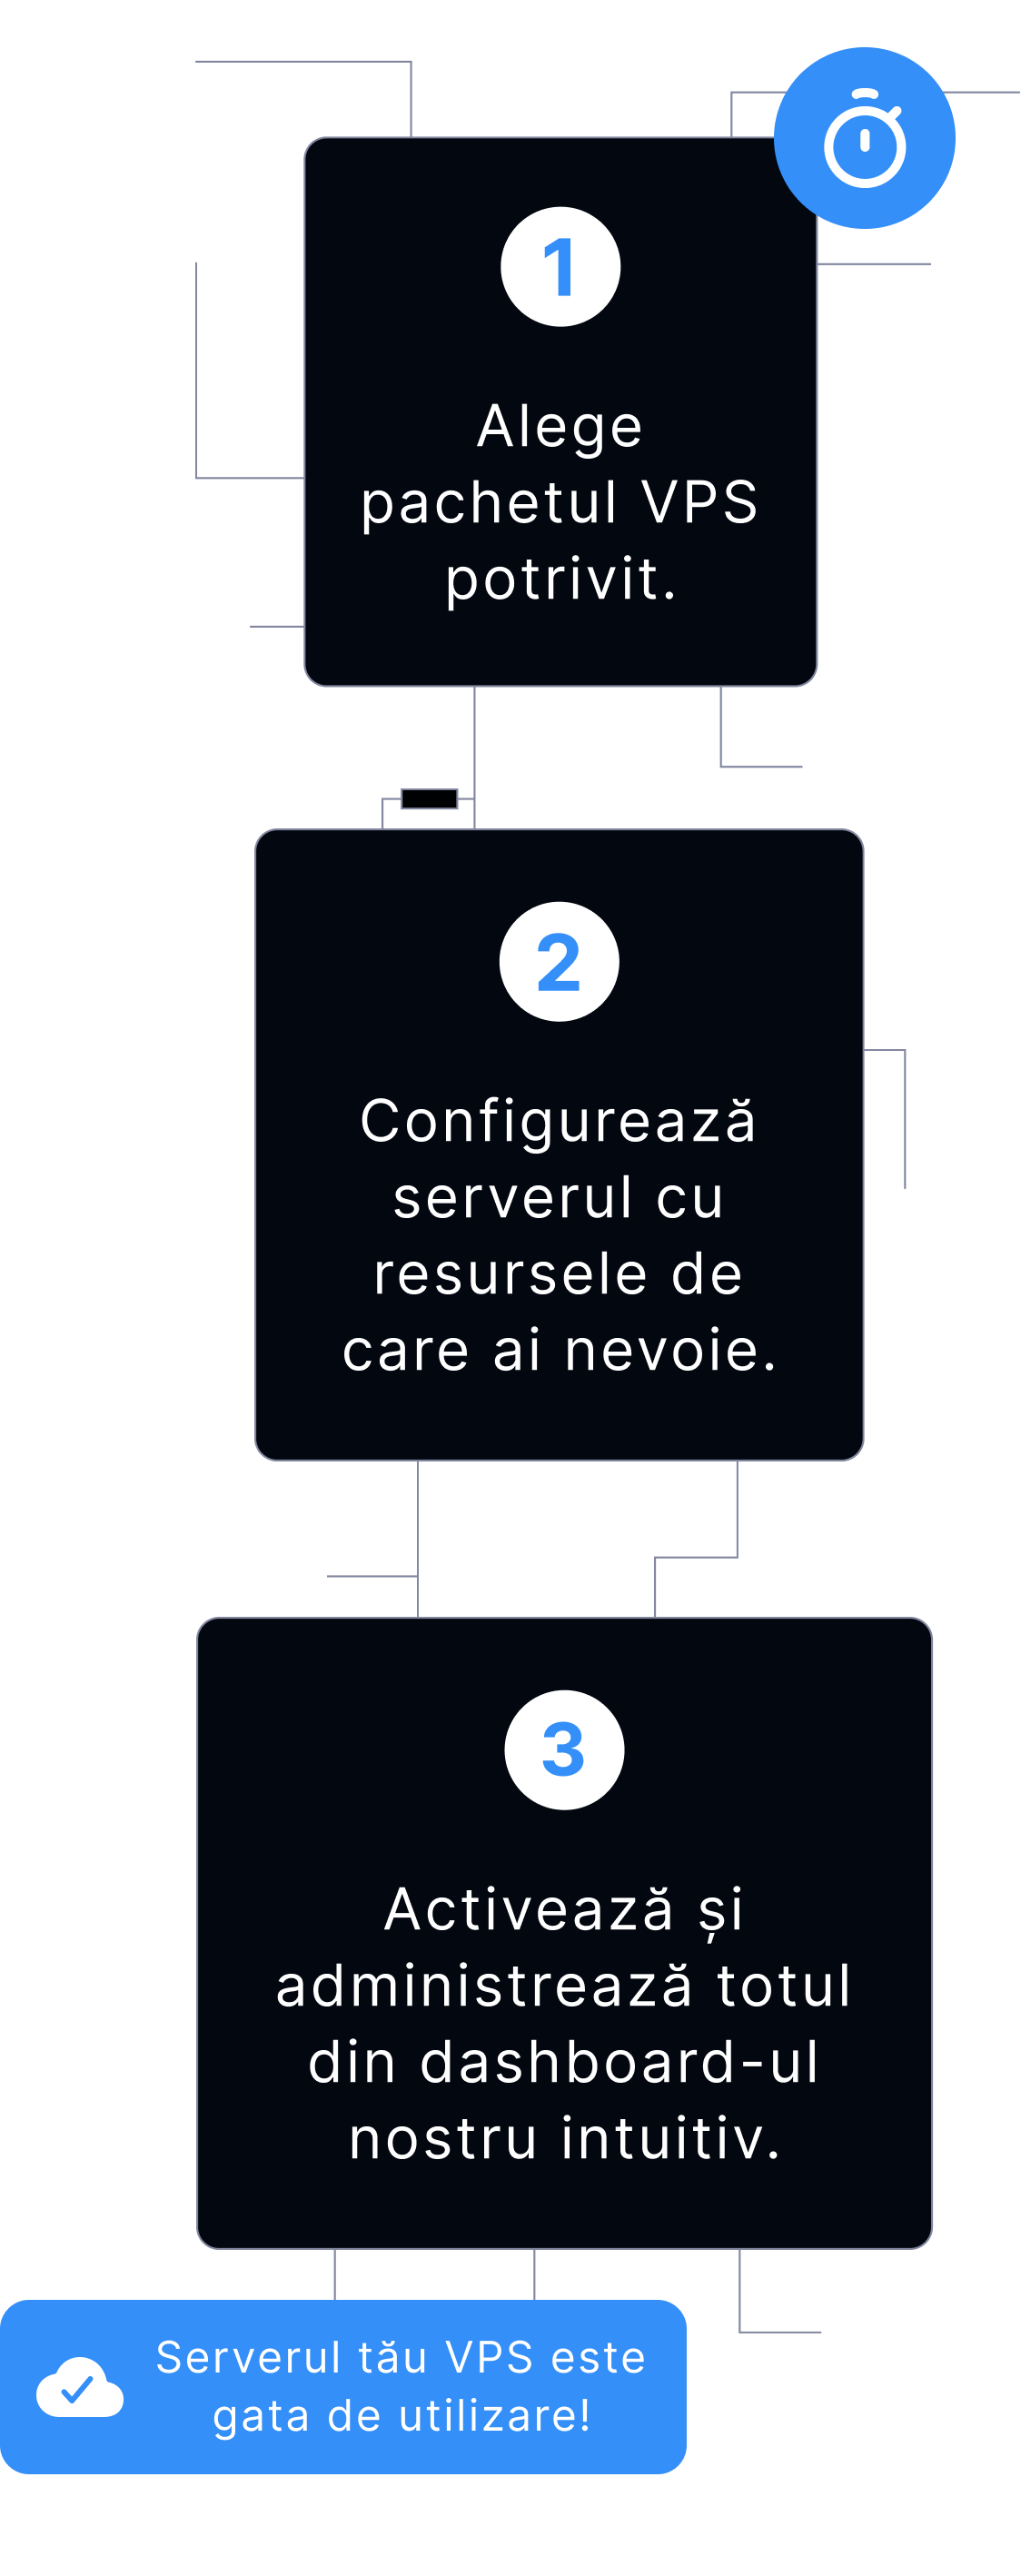 1
Alege
pachetul VPS
potrivit.
2
Configurează
serverul cu
resursele de
care ai nevoie.
3
Activează și
administrează totul
din dashboard-ul
nostru intuitiv.
Serverul tău VPS este
gata de utilizare!